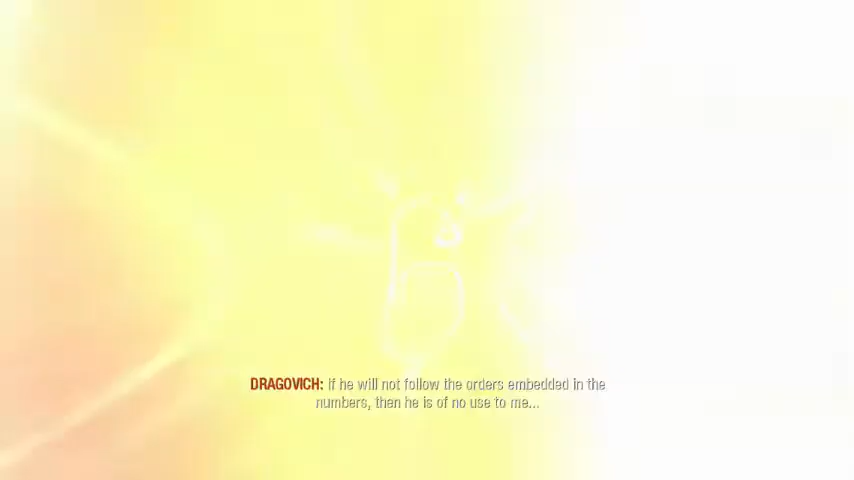 DRAGOVICH: If he will not follow the orders embedded in the
numbers, then he is of no use to me...